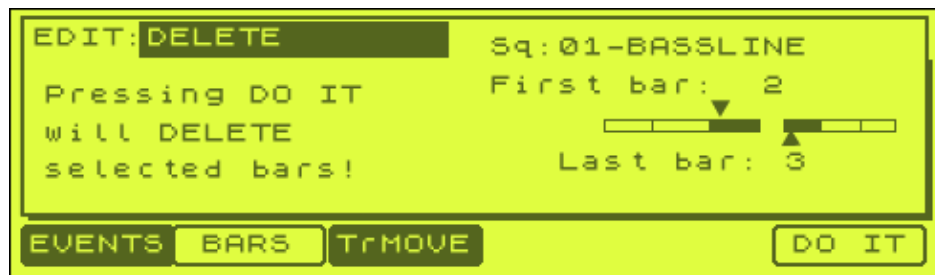 EDIT:DELETE
Sq:01-BASSLINE
Pressing DO IT
will DELETE
selected bars!
First bar: 2
Last bar: 3
EVENTS BARS TrMOVE DO IT